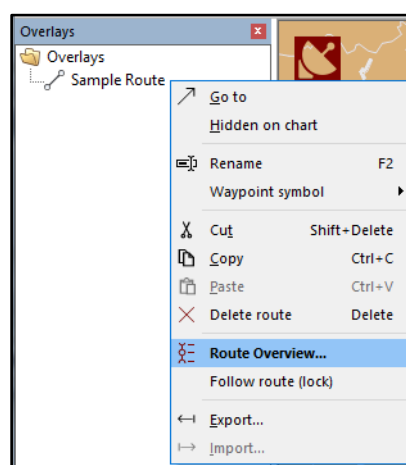 Overlays
Overlays
Sample Route
Go to
Hidden on chart
Rename F2
Waypoint symbol
Cut Shift+Delete
Copy Ctrl+C
Paste Ctrl+V
Delete route Delete
Route Overview...
Follow route (lock)
Export...
Import...